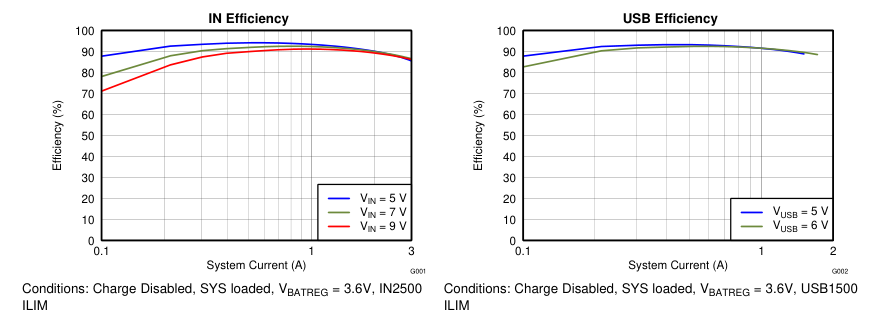 IN Efficiency
100
90
80
70
60
50
40
30
20
10
0
Efficiency (%)
V_IN = 5 V
V_IN = 7 V
V_IN = 9 V
0.1 1 3
System Current (A)
G001
Conditions: Charge Disabled, SYS loaded, V_BATREG = 3.6V, IN2500
ILIM
USB Efficiency
100
90
80
70
60
50
40
30
20
10
0
Efficiency (%)
V_USB = 5 V
V_USB = 6 V
0.1 1 2
System Current (A)
G002
Conditions: Charge Disabled, SYS loaded, V_BATREG = 3.6V, USB1500
ILIM